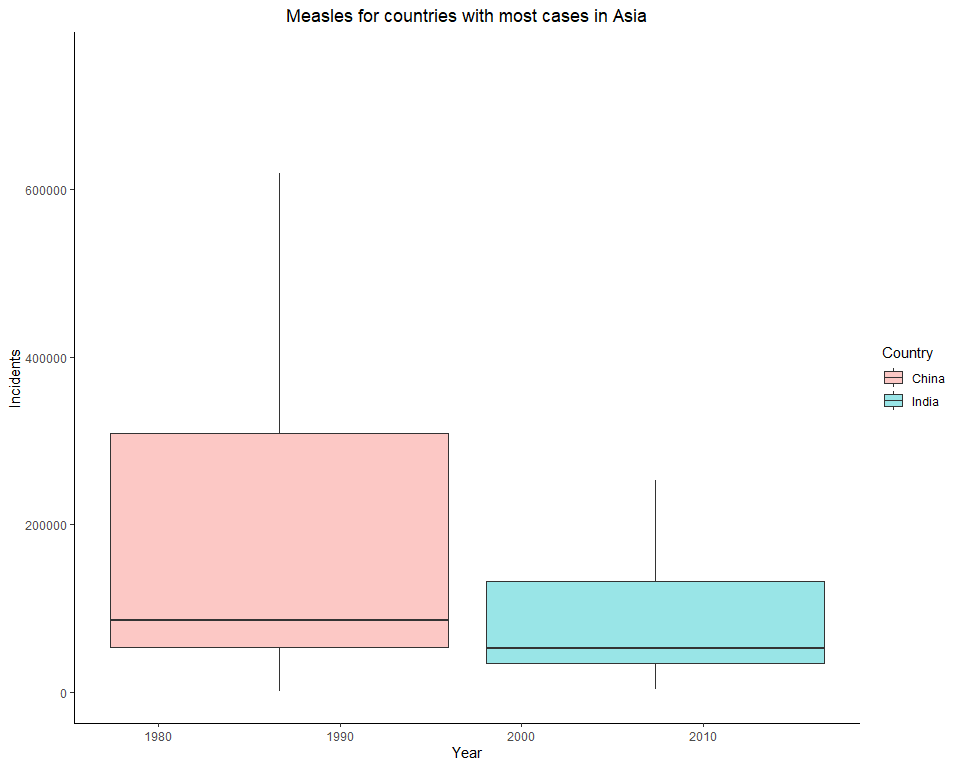 Measles for countries with most cases in Asia
Incidents
600000
400000
200000
0
1980 1990 2000 2010
Year
Country
China
India